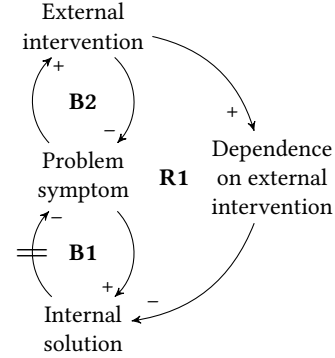 External
intervention
+
B2
−
+
Problem
symptom
R1
Dependence
on external
intervention
−
B1
+
−
Internal
solution